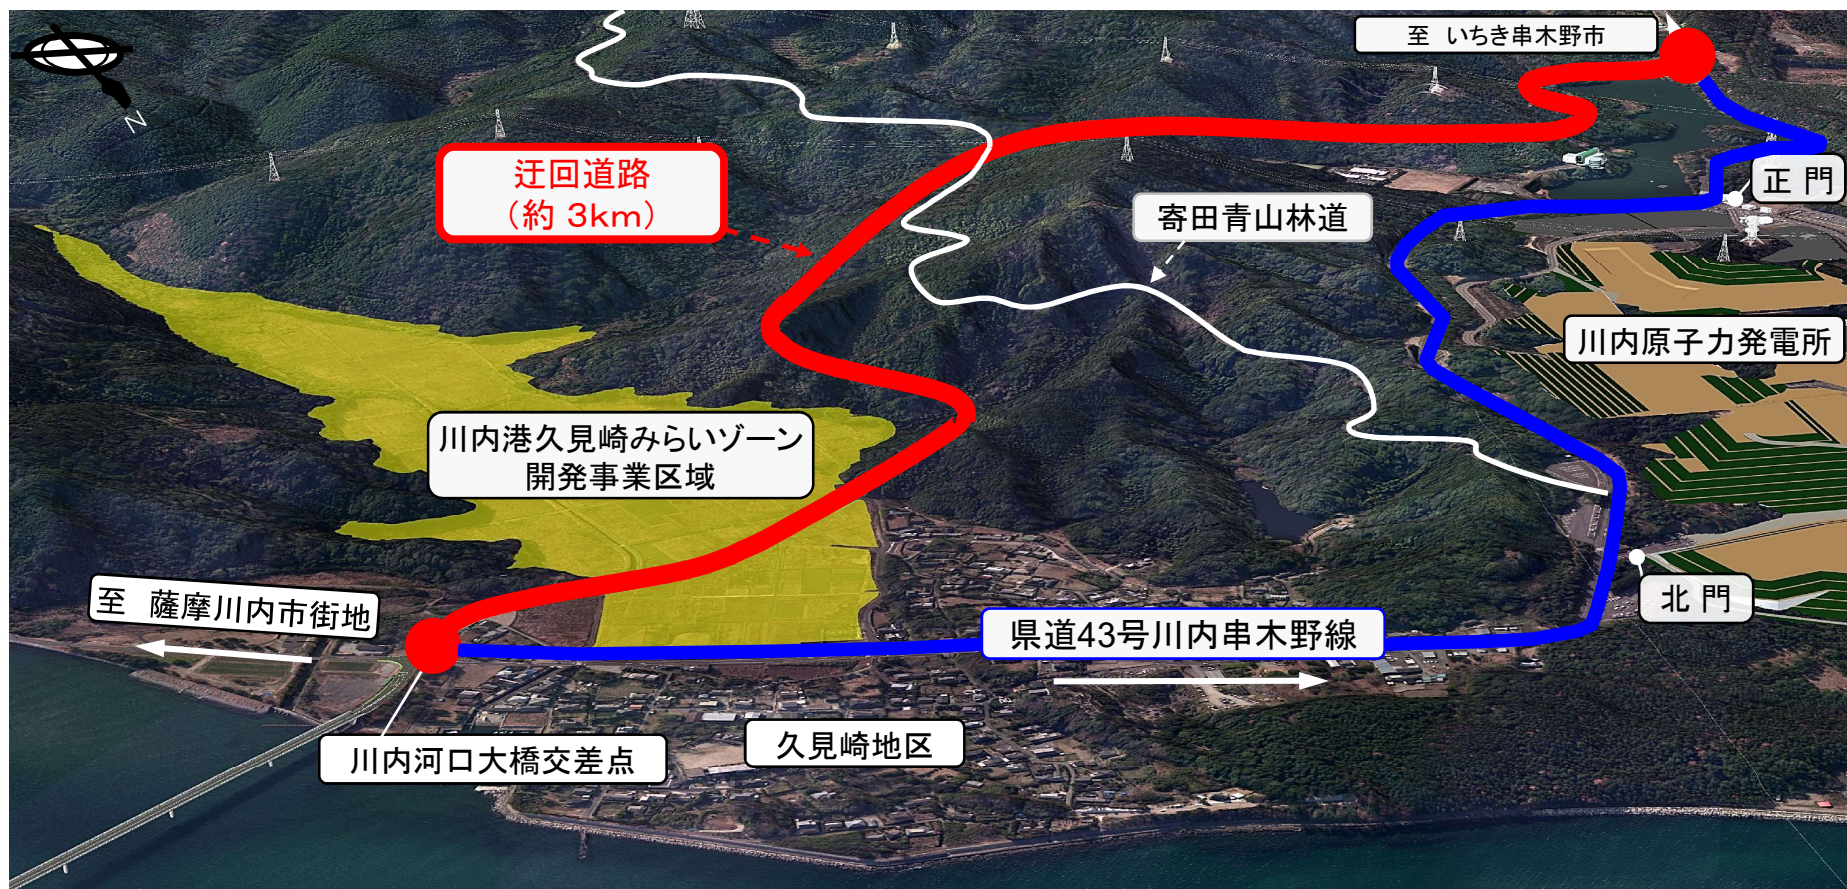 至 いちき串木野市
N
迂回道路
（約 3km）
正 門
寄田青山林道
川内原子力発電所
川内港久見崎みらいゾーン
開発事業区域
至 薩摩川内市街地
北 門
県道43号川内串木野線
久見崎地区
川内河口大橋交差点